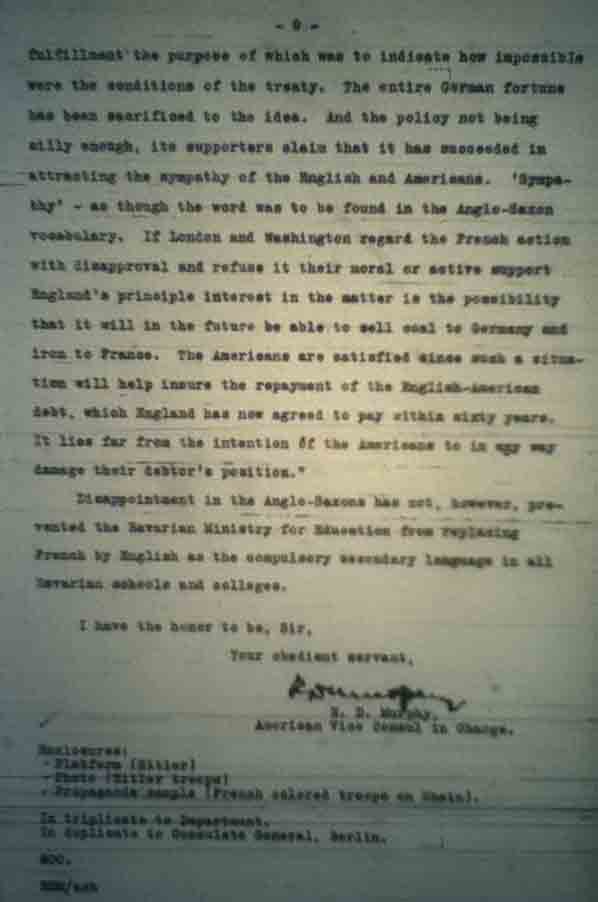 - 9 -
fulfillment the purpose of which was to indicate how impossible
were the conditions of the treaty. The entire German fortune
has been sacrificed to the idea. And the policy not being
silly enough, its supporters claim that it has succeeded in
attracting the sympathy of the English and Americans. 'Sympa-
thy' - as though the word was to be found in the Anglo-Saxon
vocabulary. If London and Washington regard the French action
with disapproval and refuse it their moral or active support
England's principle interest in the matter is the possibility
that it will in the future be able to sell coal to Germany and
iron to France. The Americans are satisfied since such a situa-
tion will help insure the repayment of the English-American
debt, which England has now agreed to pay within sixty years.
It lies far from the intention of the Americans to in any way
damage their debtor's position."
Disappointment in the Anglo-Saxons has not, however, pre-
vented the Bavarian Ministry for Education from replacing
French by English as the compulsory secondary language in all
Bavarian schools and colleges.
I have the honor to be, Sir,
Your obedient servant,
R. D. Murphy,
American Vice Consul in Charge.
Enclosures:
- Platform (Hitler)
- Photo (Hitler troops)
- Propaganda sample (French colored troops on Rhein).
In triplicate to Department.
In duplicate to Consulate General, Berlin.
800.